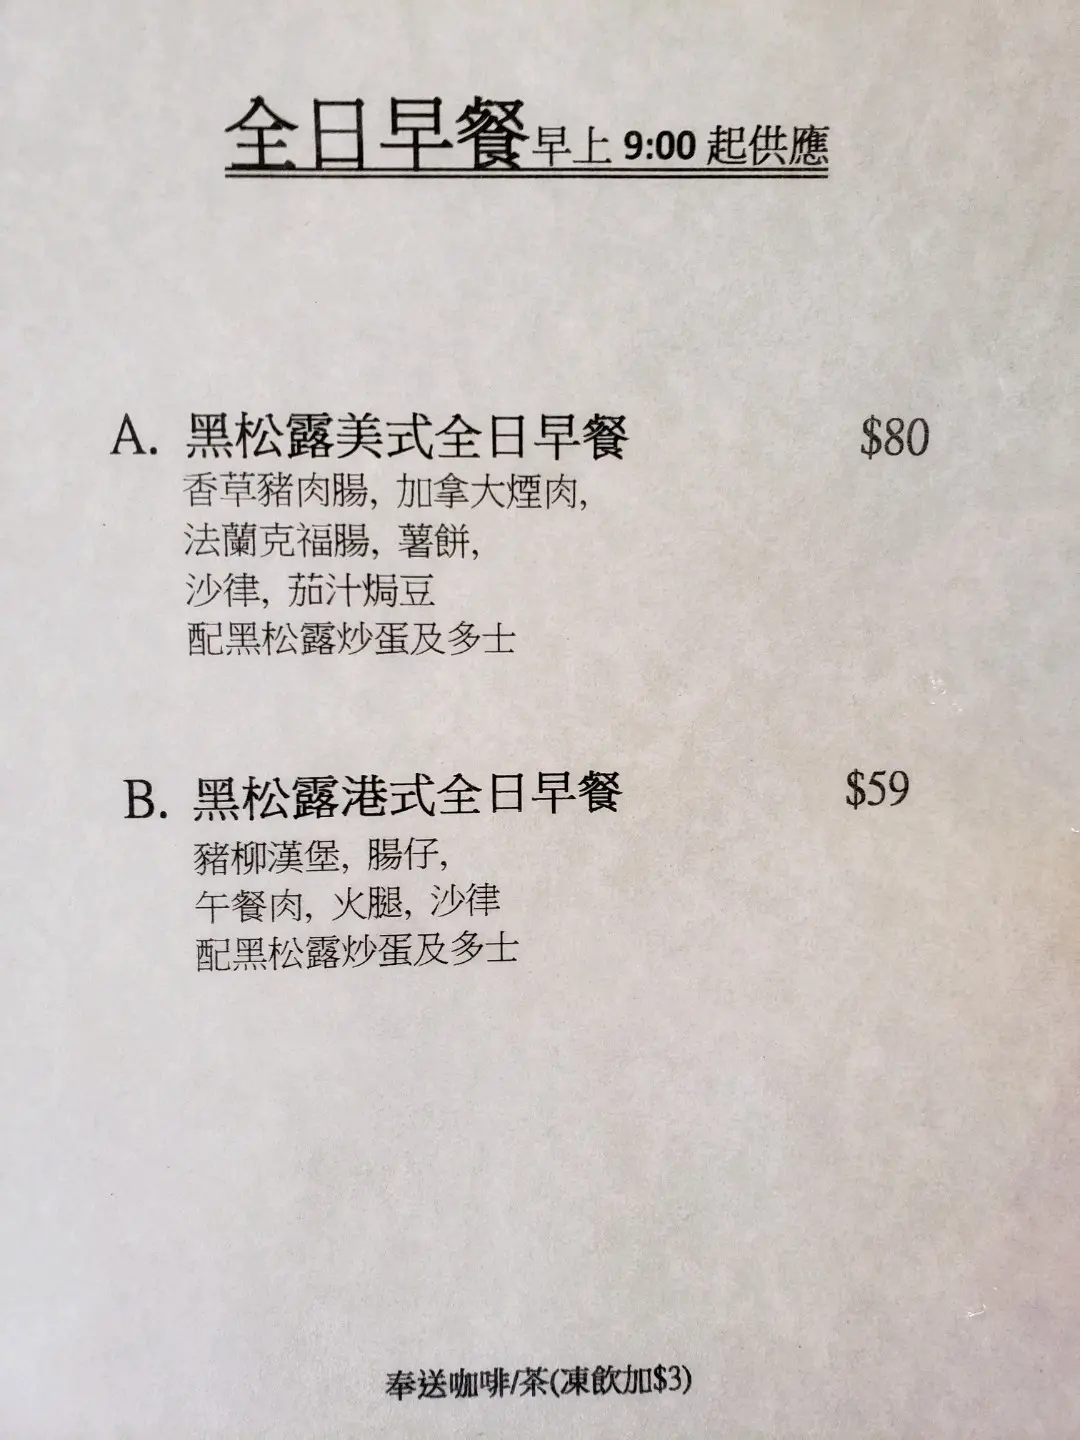 全日早餐早上 9:00 起供應
A. 黑松露美式全日早餐 $80
香草豬肉腸, 加拿大煙肉,
法蘭克福腸, 薯餅,
沙律, 茄汁焗豆
配黑松露炒蛋及多士
B. 黑松露港式全日早餐 $59
豬柳漢堡, 腸仔,
午餐肉, 火腿, 沙律
配黑松露炒蛋及多士
奉送咖啡/茶(凍飲加$3)